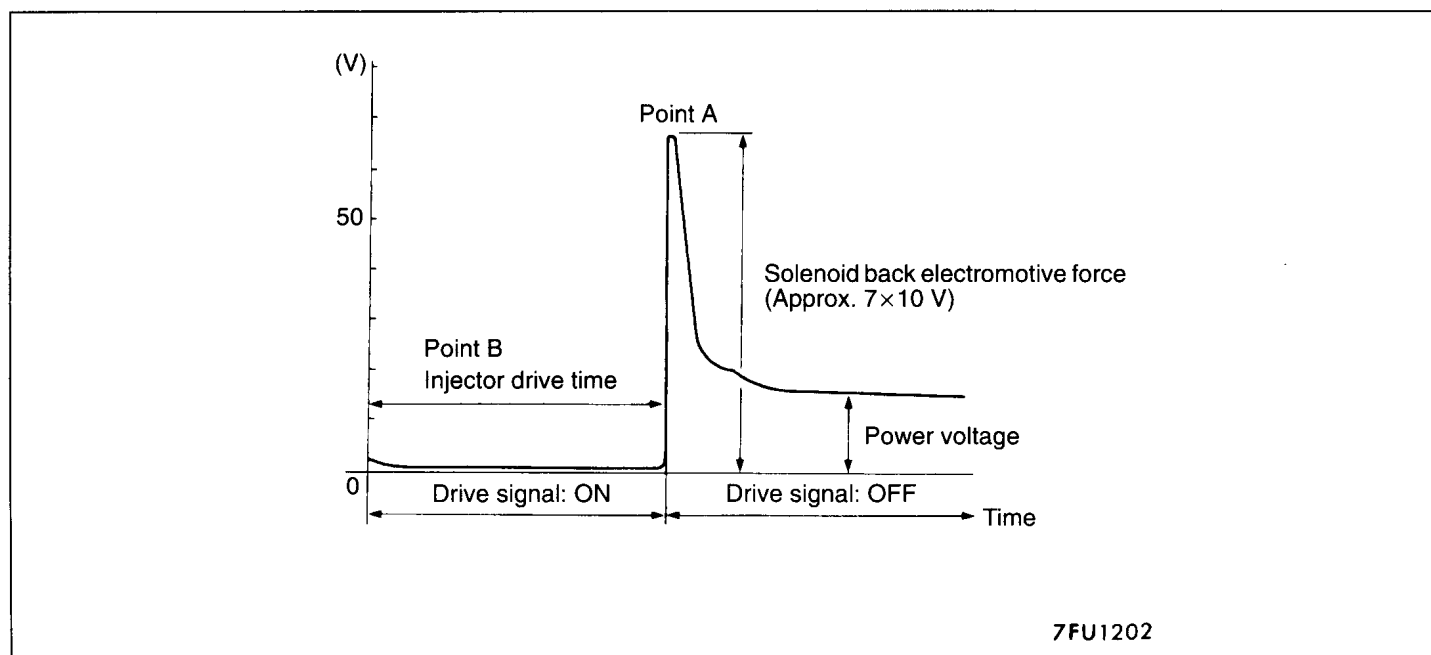 (V)
Point A
50
Solenoid back electromotive force
(Approx. 7×10 V)
Point B
Injector drive time
Power voltage
0
Drive signal: ON
Drive signal: OFF
Time
7FU1202